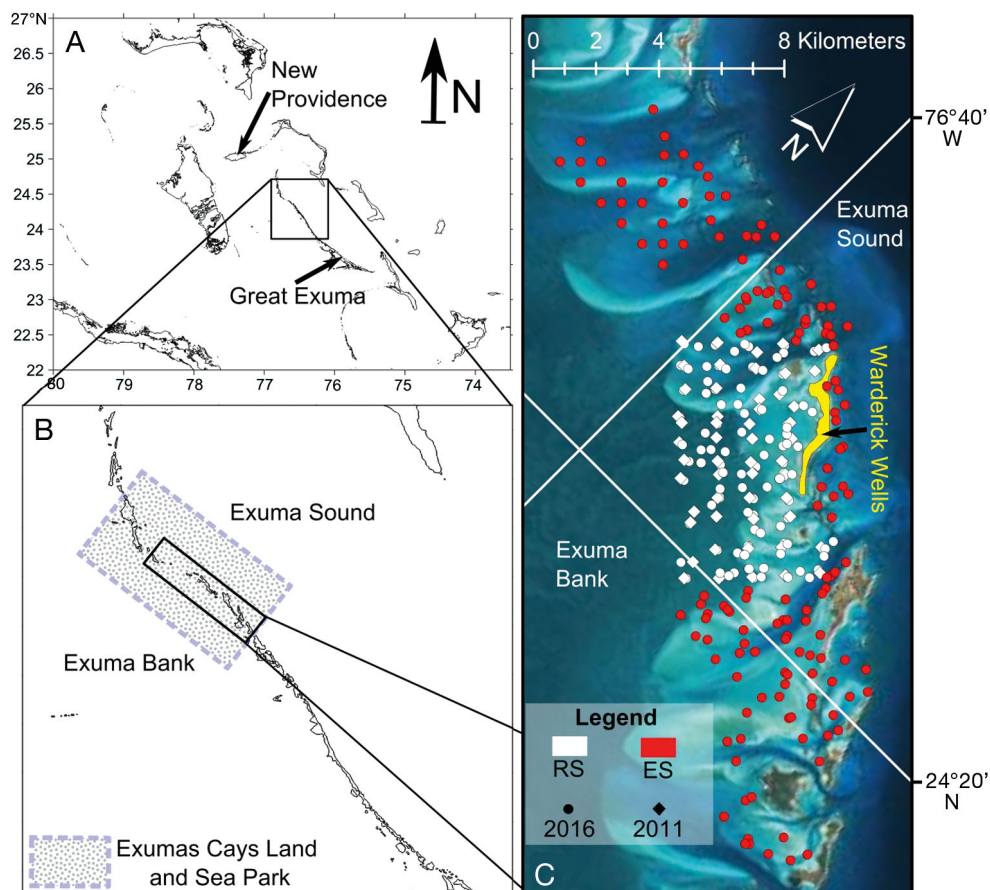 27°N
26.5
26
25.5
25
24.5
24
23.5
23
22.5
22
80
79
78
77
76
75
74
A
New
Providence
N
Great Exuma
B
Exuma Sound
Exuma Bank
Exumas Cays Land
and Sea Park
0 2 4 8 Kilometers
N
76°40'
W
Exuma
Sound
Warderick Wells
Exuma
Bank
Legend
RS ES
2016 2011
C
24°20'
N